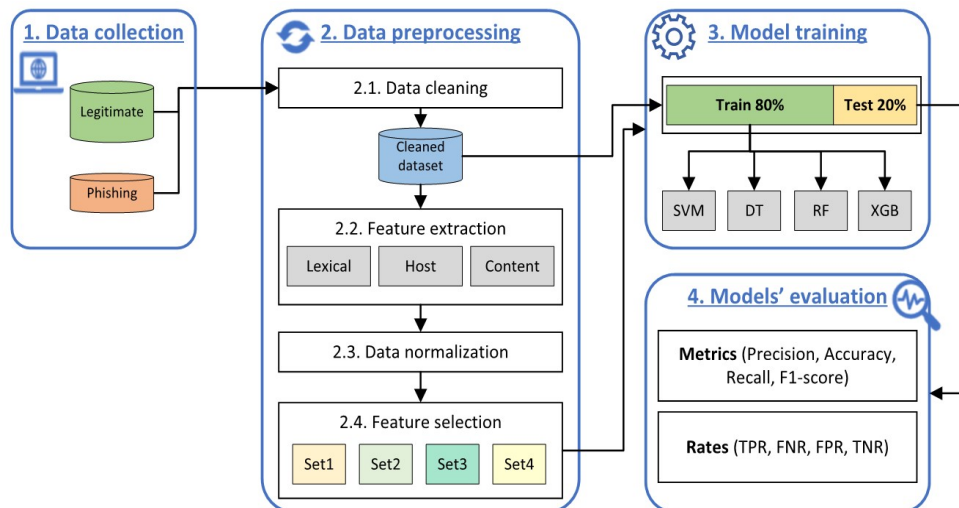 1. Data collection
Legitimate
Phishing
2. Data preprocessing
2.1. Data cleaning
Cleaned
dataset
2.2. Feature extraction
Lexical
Host
Content
2.3. Data normalization
2.4. Feature selection
Set1
Set2
Set3
Set4
3. Model training
Train 80%
Test 20%
SVM
DT
RF
XGB
4. Models’ evaluation
Metrics (Precision, Accuracy,
Recall, F1-score)
Rates (TPR, FNR, FPR, TNR)